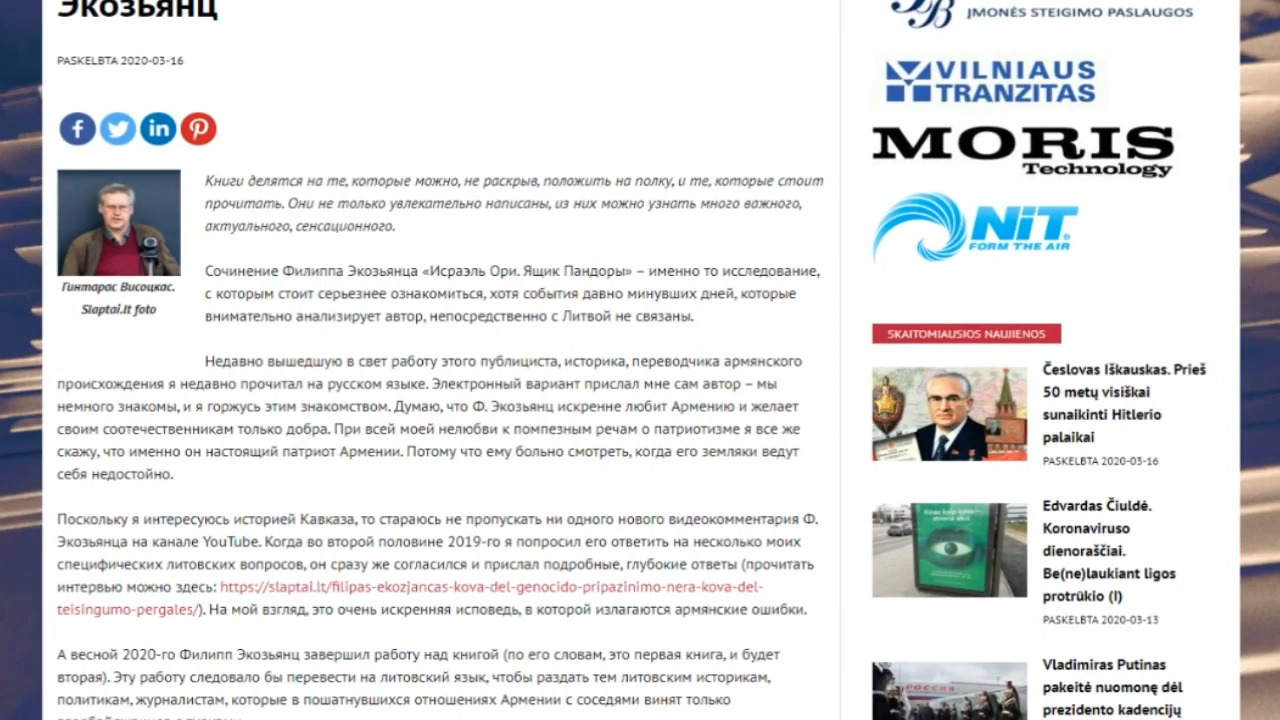 Экозьянц
PASKELBTA 2020-03-16
Книги делятся на те, которые можно, не раскрыв, положить на полку, и те, которые стоит
прочитать. Они не только увлекательно написаны, из них можно узнать много важного,
актуального, сенсационного.
Гинтарас Висоцкас.
Slaptai.lt foto
Сочинение Филиппа Экозьянца «Исраэль Ори. Ящик Пандоры» – именно то исследование,
с которым стоит серьезнее ознакомиться, хотя события давно минувших дней, которые
внимательно анализирует автор, непосредственно с Литвой не связаны.
Недавно вышедшую в свет работу этого публициста, историка, переводчика армянского
происхождения я недавно прочитал на русском языке. Электронный вариант прислал мне сам автор – мы
немного знакомы, и я горжусь этим знакомством. Думаю, что Ф. Экозьянц искренне любит Армению и желает
своим соотечественникам только добра. При всей моей нелюбви к помпезным речам о патриотизме я все же
скажу, что именно он настоящий патриот Армении. Потому что ему больно смотреть, когда его земляки ведут
себя недостойно.
Поскольку я интересуюсь историей Кавказа, то стараюсь не пропускать ни одного нового видеокомментария Ф.
Экозьянца на канале YouTube. Когда во второй половине 2019-го я попросил его ответить на несколько моих
специфических литовских вопросов, он сразу же согласился и прислал подробные, глубокие ответы (прочитать
интервью можно здесь: https://slaptai.lt/filipas-ekozjancas-kova-del-genocido-pripazinimo-nera-kova-del-
teisingumo-pergales/). На мой взгляд, это очень искренняя исповедь, в которой излагаются армянские ошибки.
А весной 2020-го Филипп Экозьянц завершил работу над книгой (по его словам, это первая книга, и будет
вторая). Эту работу следовало бы перевести на литовский язык, чтобы раздать тем литовским историкам,
политикам, журналистам, которые в пошатнувшихся отношениях Армении с соседями винят только
ĮMONĖS STEIGIMO PASLAUGOS
VILNIAUS
TRANZITAS
MORIS
Technology
NiT
FORM THE AIR
SKAITOMIAUSIOS NAUJIENOS
Česlovas Iškauskas. Prieš
50 metų visiškai
sunaikinti Hitlerio
palaikai
PASKELBTA 2020-03-16
Edvardas Čiuldė.
Koronaviruso
dienoraščiai.
Be(ne)laukiant ligos
protrūkio (I)
PASKELBTA 2020-03-13
РОССИЯ
Vladimiras Putinas
pakeitė nuomonę dėl
prezidento kadencijų